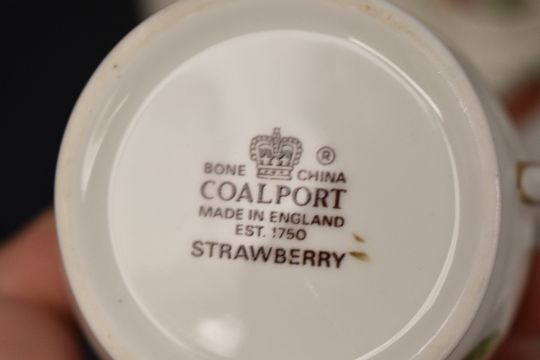 BONE CHINA ®
COALPORT
MADE IN ENGLAND
EST. 1750
STRAWBERRY